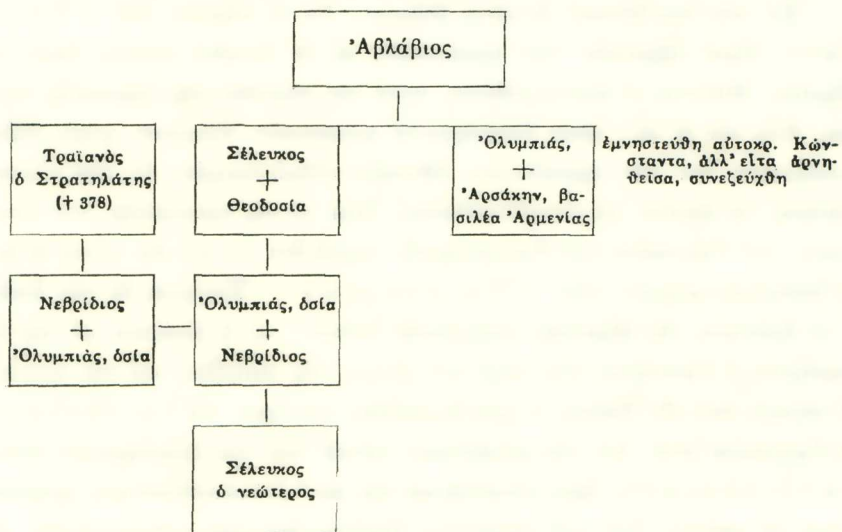 Ἀβλάβιος
Τραϊανὸς
ὁ Στρατηλάτης
(† 378)
Σέλευκος
+
Θεοδοσία
Ὀλυμπιάς,
+
Ἀρσάκην, βα-
σιλέα Ἀρμενίας
ἐμνηστεύθη αὐτοκρ. Κών-
σταντα, ἀλλ' εἶτα ἀρνη-
θεῖσα, συνεζεύχθη
Νεβρίδιος
+
Ὀλυμπιὰς, ὁσία
Ὀλυμπιάς, ὁσία
+
Νεβρίδιος
Σέλευκος
ὁ νεώτερος